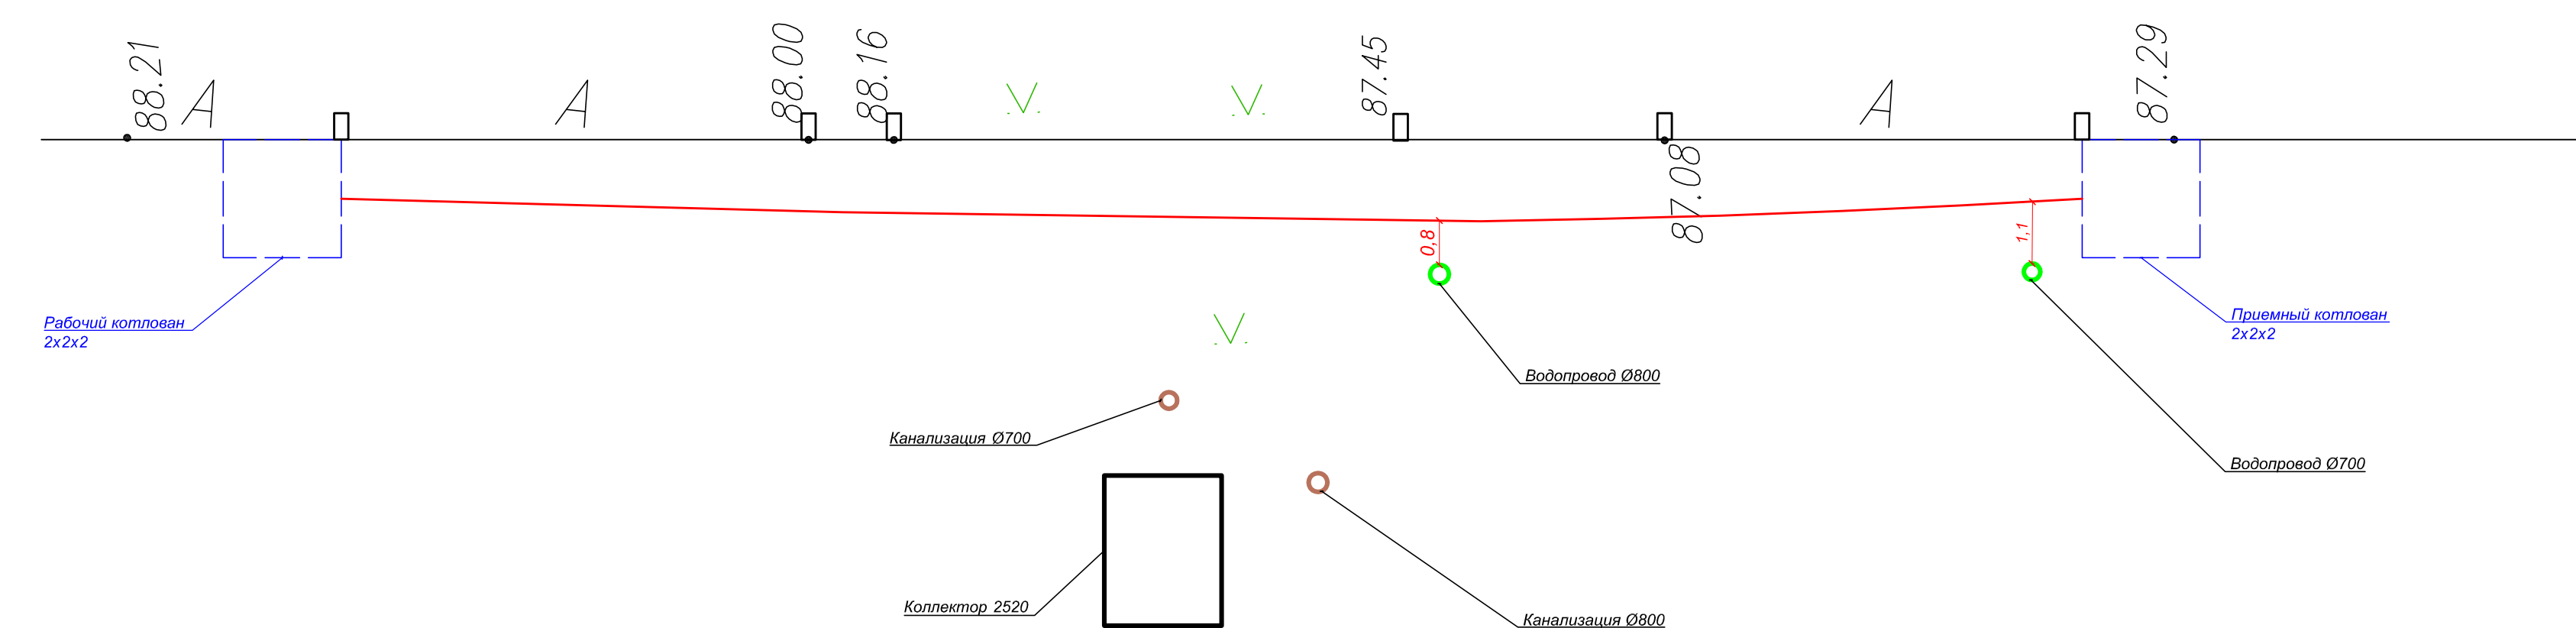 88.21
А
А
88.00
88.16
87.45
А
87.29
87.08
0,8
1,1
Рабочий котлован
2х2х2
Приемный котлован
2х2х2
Водопровод Ø800
Канализация Ø700
Водопровод Ø700
Коллектор 2520
Канализация Ø800